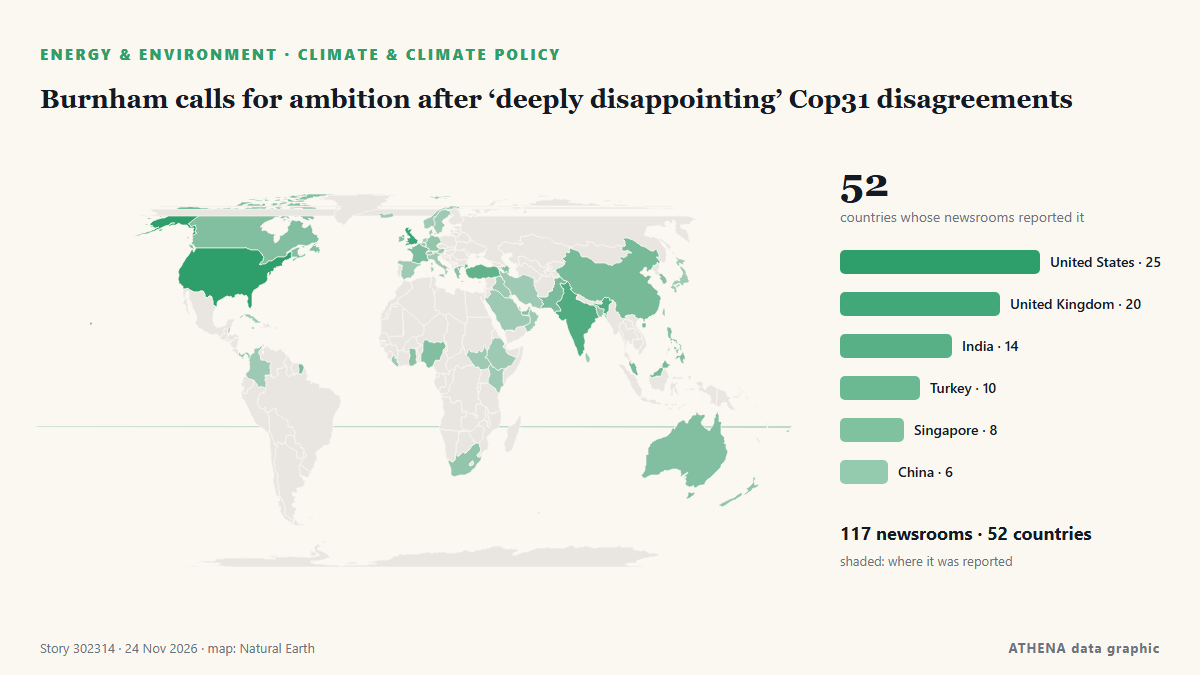 ENERGY & ENVIRONMENT · CLIMATE & CLIMATE POLICY
Burnham calls for ambition after ‘deeply disappointing’ Cop31 disagreements
52
countries whose newsrooms reported it
United States · 25
United Kingdom · 20
India · 14
Turkey · 10
Singapore · 8
China · 6
117 newsrooms · 52 countries
shaded: where it was reported
Story 302314 · 24 Nov 2026 · map: Natural Earth
ATHENA data graphic